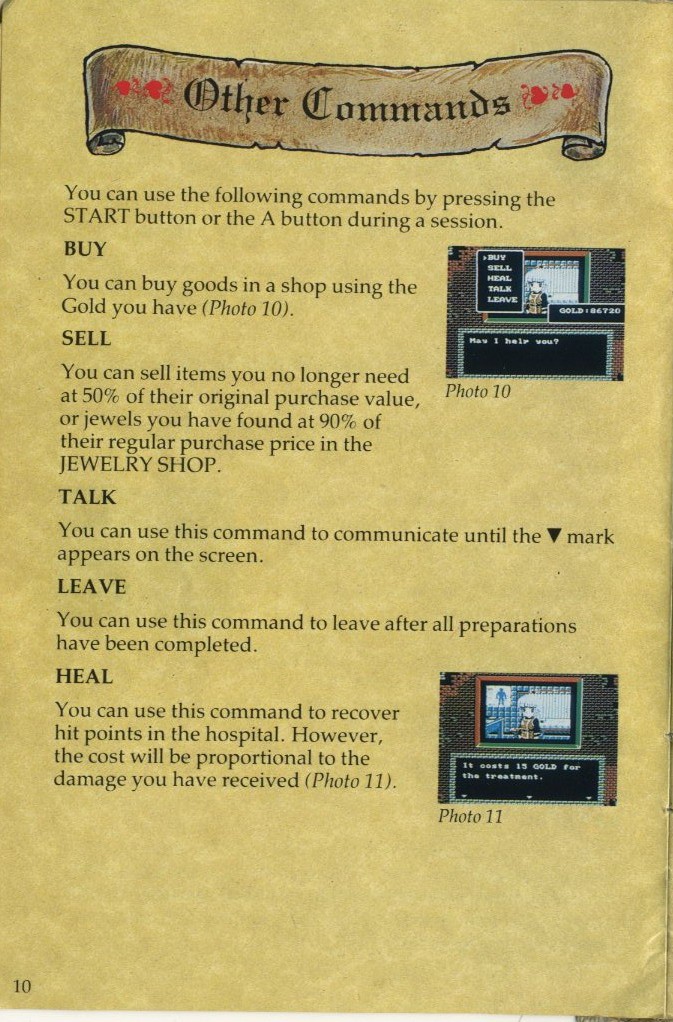 Other Commands
You can use the following commands by pressing the
START button or the A button during a session.
BUY
You can buy goods in a shop using the
Gold you have (Photo 10).
›BUY
SELL
HEAL
TALK
LEAVE
GOLD:86720
May I help you?
Photo 10
SELL
You can sell items you no longer need
at 50% of their original purchase value,
or jewels you have found at 90% of
their regular purchase price in the
JEWELRY SHOP.
TALK
You can use this command to communicate until the ▼ mark
appears on the screen.
LEAVE
You can use this command to leave after all preparations
have been completed.
HEAL
You can use this command to recover
hit points in the hospital. However,
the cost will be proportional to the
damage you have received (Photo 11).
It costs 15 GOLD for
the treatment.
Photo 11
10